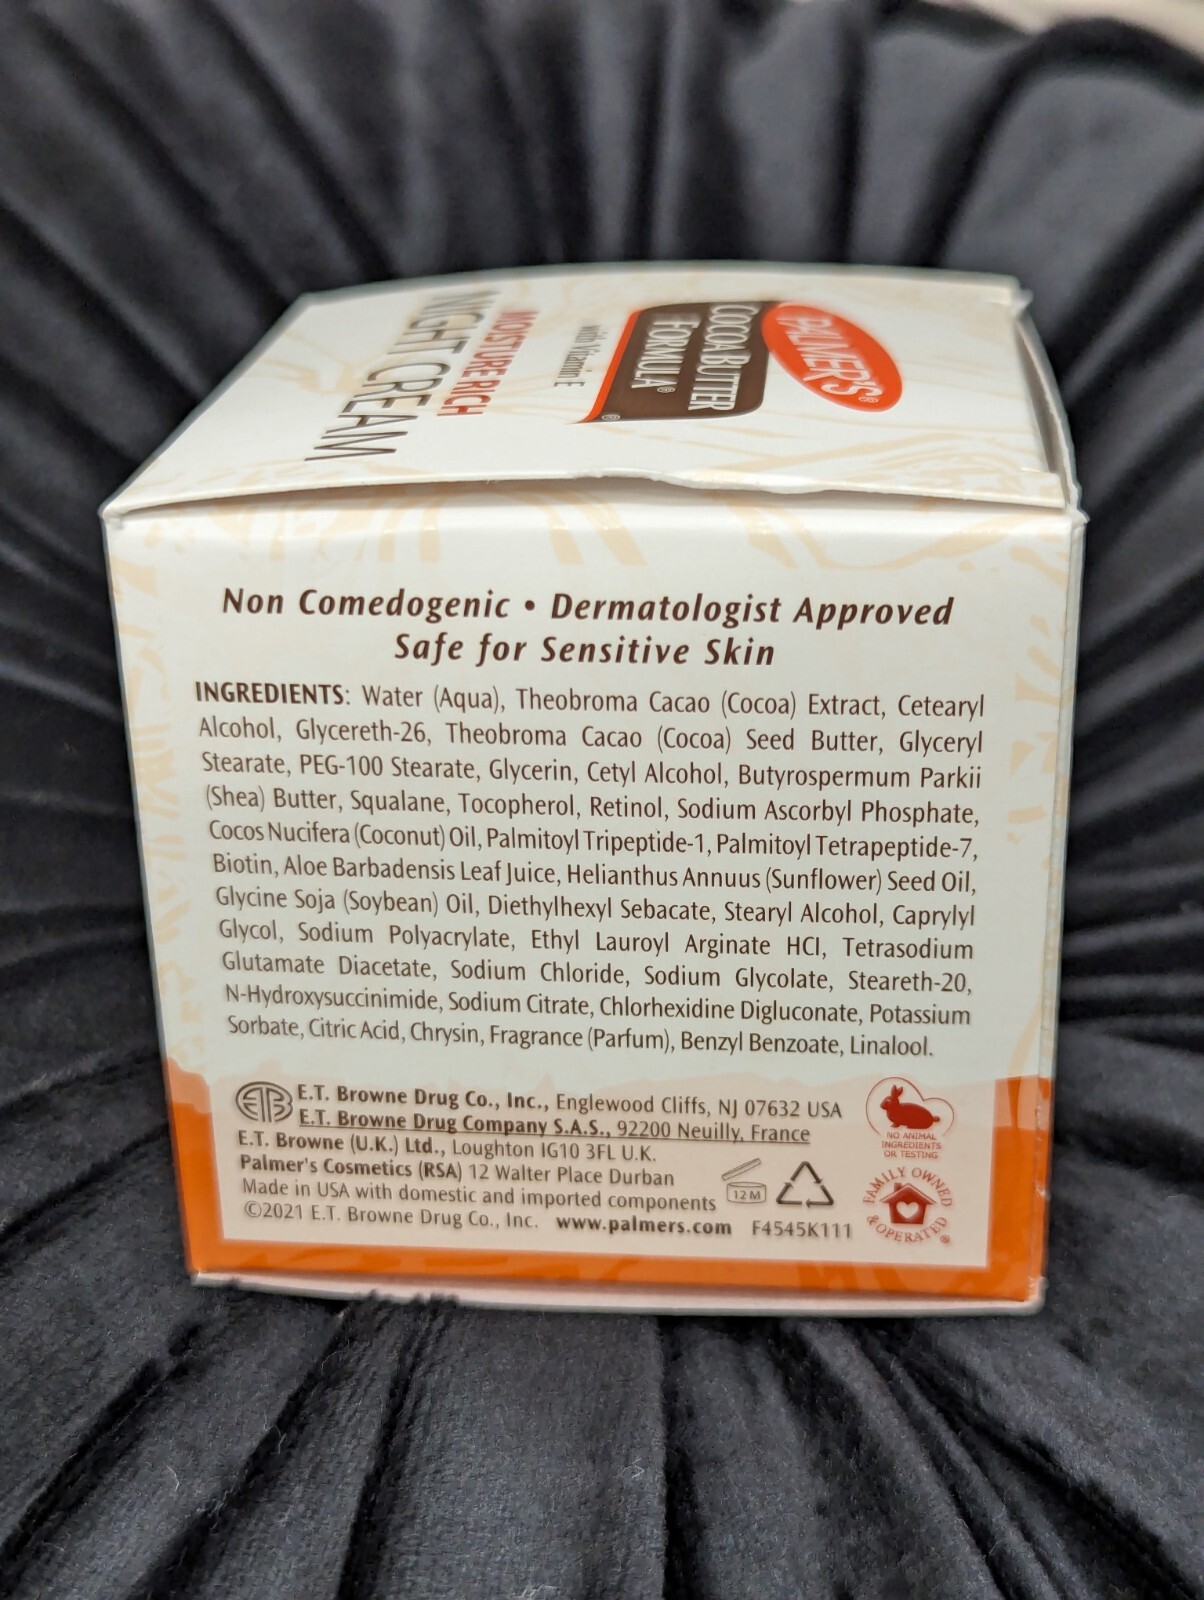 PALMER'S®
COCOA BUTTER
FORMULA®
with Vitamin E
MOISTURE RICH
NIGHT CREAM
Non Comedogenic • Dermatologist Approved
Safe for Sensitive Skin
INGREDIENTS: Water (Aqua), Theobroma Cacao (Cocoa) Extract, Cetearyl
Alcohol, Glycereth-26, Theobroma Cacao (Cocoa) Seed Butter, Glyceryl
Stearate, PEG-100 Stearate, Glycerin, Cetyl Alcohol, Butyrospermum Parkii
(Shea) Butter, Squalane, Tocopherol, Retinol, Sodium Ascorbyl Phosphate,
Cocos Nucifera (Coconut) Oil, Palmitoyl Tripeptide-1, Palmitoyl Tetrapeptide-7,
Biotin, Aloe Barbadensis Leaf Juice, Helianthus Annuus (Sunflower) Seed Oil,
Glycine Soja (Soybean) Oil, Diethylhexyl Sebacate, Stearyl Alcohol, Caprylyl
Glycol, Sodium Polyacrylate, Ethyl Lauroyl Arginate HCl, Tetrasodium
Glutamate Diacetate, Sodium Chloride, Sodium Glycolate, Steareth-20,
N-Hydroxysuccinimide, Sodium Citrate, Chlorhexidine Digluconate, Potassium
Sorbate, Citric Acid, Chrysin, Fragrance (Parfum), Benzyl Benzoate, Linalool.
ETB
E.T. Browne Drug Co., Inc., Englewood Cliffs, NJ 07632 USA
E.T. Browne Drug Company S.A.S., 92200 Neuilly, France
E.T. Browne (U.K.) Ltd., Loughton IG10 3FL U.K.
Palmer's Cosmetics (RSA) 12 Walter Place Durban
Made in USA with domestic and imported components
©2021 E.T. Browne Drug Co., Inc. www.palmers.com F4545K111
12 M
NO ANIMAL
INGREDIENTS
OR TESTING
FAMILY OWNED
& OPERATED®